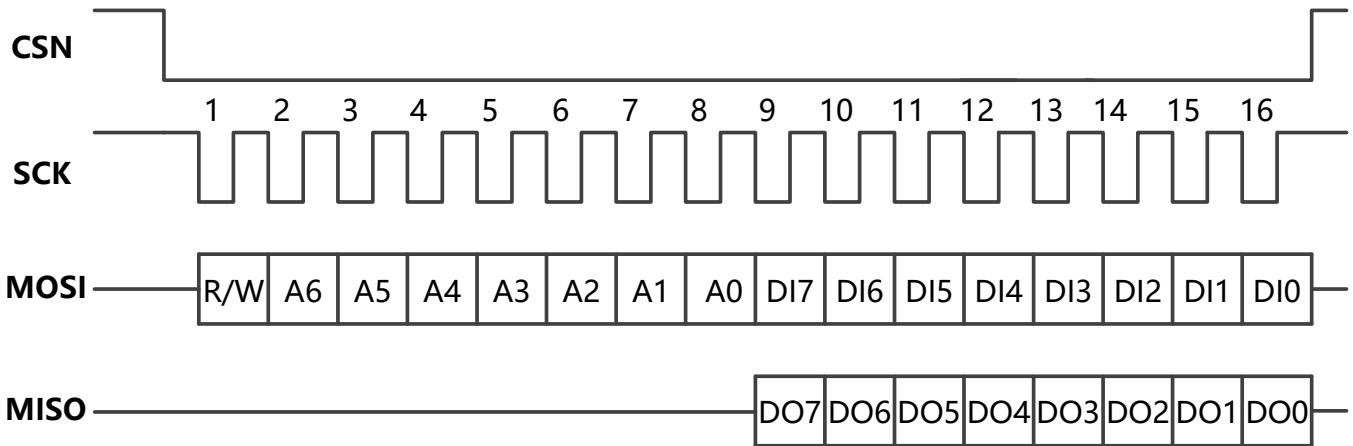 CSN
1 2 3 4 5 6 7 8 9 10 11 12 13 14 15 16
SCK
MOSI R/W A6 A5 A4 A3 A2 A1 A0 DI7 DI6 DI5 DI4 DI3 DI2 DI1 DI0
MISO DO7 DO6 DO5 DO4 DO3 DO2 DO1 DO0